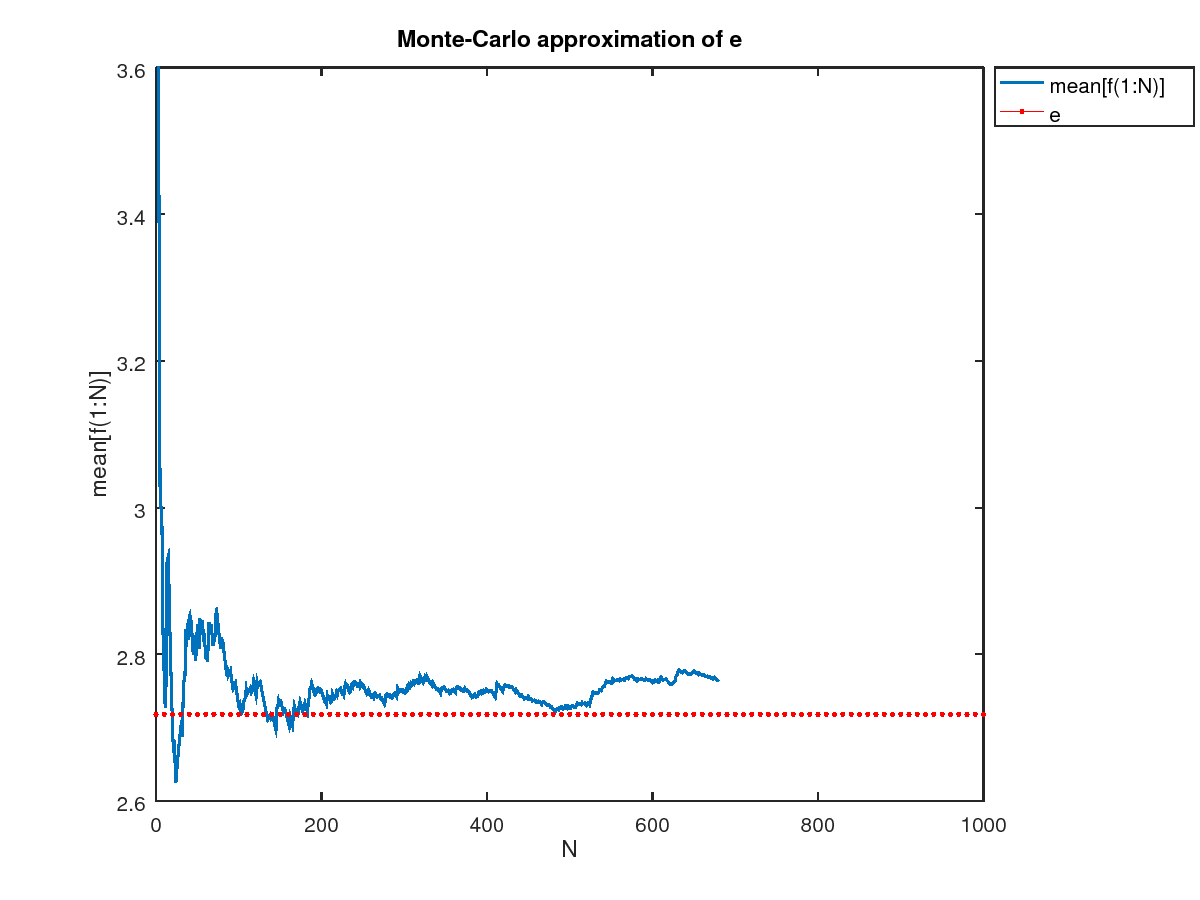 Monte-Carlo approximation of e
mean[f(1:N)]
e
3.6
3.4
3.2
3
2.8
2.6
mean[f(1:N)]
0
200
400
600
800
1000
N